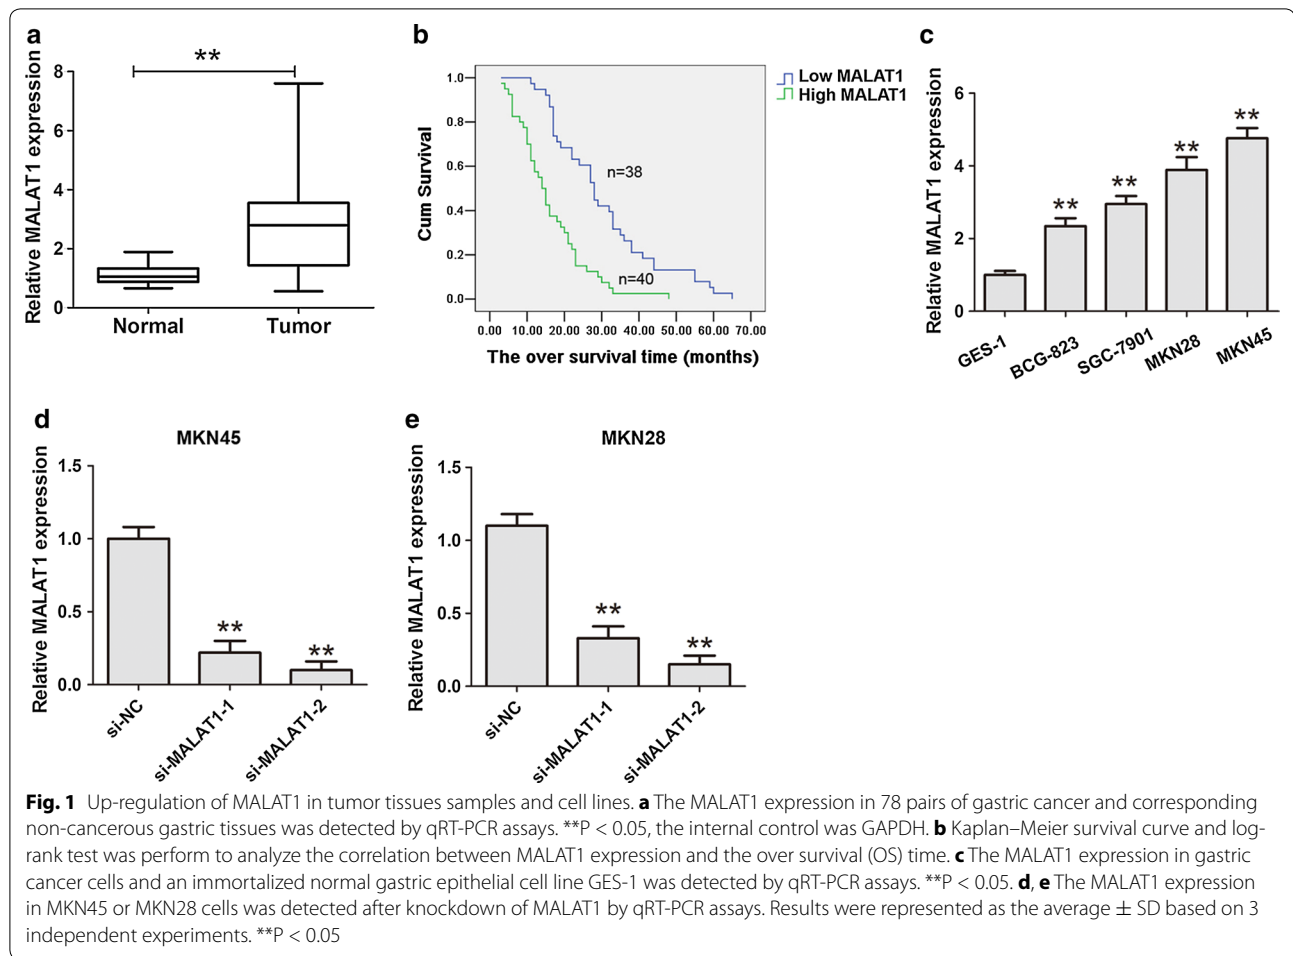 a
Relative MALAT1 expression
8
6
4
2
0
**
Normal Tumor
b
Cum Survival
1.0
0.8
0.6
0.4
0.2
0.0
n=38
n=40
0.00 10.00 20.00 30.00 40.00 50.00 60.00 70.00
The over survival time (months)
Low MALAT1
High MALAT1
c
Relative MALAT1 expression
6
4
2
0
**
**
**
**
GES-1 BCG-823 SGC-7901 MKN28 MKN45
d
MKN45
Relative MALAT1 expression
1.5
1.0
0.5
0.0
**
**
si-NC si-MALAT1-1 si-MALAT1-2
e
MKN28
Relative MALAT1 expression
1.5
1.0
0.5
0.0
**
**
si-NC si-MALAT1-1 si-MALAT1-2
Fig. 1 Up-regulation of MALAT1 in tumor tissues samples and cell lines. a The MALAT1 expression in 78 pairs of gastric cancer and corresponding
non-cancerous gastric tissues was detected by qRT-PCR assays. **P < 0.05, the internal control was GAPDH. b Kaplan–Meier survival curve and log-
rank test was perform to analyze the correlation between MALAT1 expression and the over survival (OS) time. c The MALAT1 expression in gastric
cancer cells and an immortalized normal gastric epithelial cell line GES-1 was detected by qRT-PCR assays. **P < 0.05. d, e The MALAT1 expression
in MKN45 or MKN28 cells was detected after knockdown of MALAT1 by qRT-PCR assays. Results were represented as the average ± SD based on 3
independent experiments. **P < 0.05